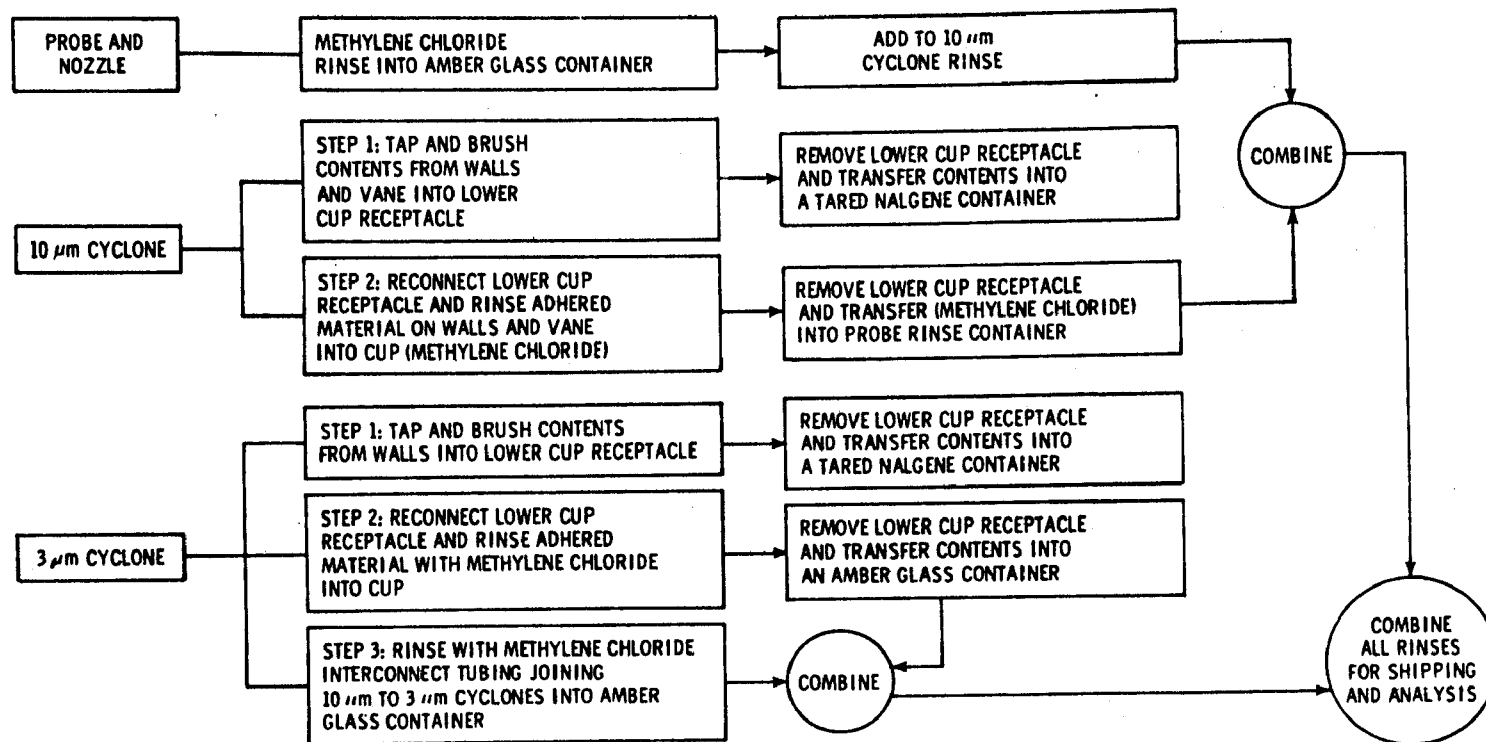 PROBE AND
NOZZLE
METHYLENE CHLORIDE
RINSE INTO AMBER GLASS CONTAINER
ADD TO 10 μm
CYCLONE RINSE
COMBINE
10 μm CYCLONE
STEP 1: TAP AND BRUSH
CONTENTS FROM WALLS
AND VANE INTO LOWER
CUP RECEPTACLE
REMOVE LOWER CUP RECEPTACLE
AND TRANSFER CONTENTS INTO
A TARED NALGENE CONTAINER
STEP 2: RECONNECT LOWER CUP
RECEPTACLE AND RINSE ADHERED
MATERIAL ON WALLS AND VANE
INTO CUP (METHYLENE CHLORIDE)
REMOVE LOWER CUP RECEPTACLE
AND TRANSFER (METHYLENE CHLORIDE)
INTO PROBE RINSE CONTAINER
3 μm CYCLONE
STEP 1: TAP AND BRUSH CONTENTS
FROM WALLS INTO LOWER CUP RECEPTACLE
REMOVE LOWER CUP RECEPTACLE
AND TRANSFER CONTENTS INTO
A TARED NALGENE CONTAINER
STEP 2: RECONNECT LOWER CUP
RECEPTACLE AND RINSE ADHERED
MATERIAL WITH METHYLENE CHLORIDE
INTO CUP
REMOVE LOWER CUP RECEPTACLE
AND TRANSFER CONTENTS INTO
AN AMBER GLASS CONTAINER
STEP 3: RINSE WITH METHYLENE CHLORIDE
INTERCONNECT TUBING JOINING
10 μm TO 3 μm CYCLONES INTO AMBER
GLASS CONTAINER
COMBINE
COMBINE
ALL RINSES
FOR SHIPPING
AND ANALYSIS